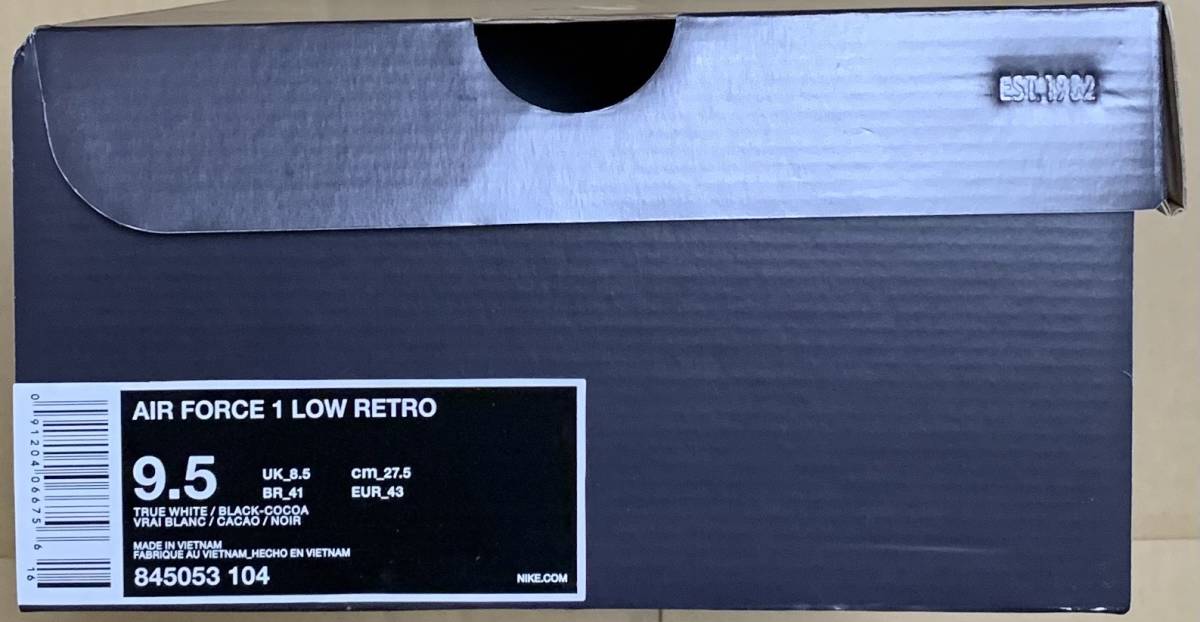 EST. 1982
AIR FORCE 1 LOW RETRO
9.5
UK_8.5 cm_27.5
BR_41 EUR_43
TRUE WHITE / BLACK-COCOA
VRAI BLANC / CACAO / NOIR
MADE IN VIETNAM
FABRIQUÉ AU VIETNAM_HECHO EN VIETNAM
845053 104
NIKE.COM
0 91204 06675 6 16